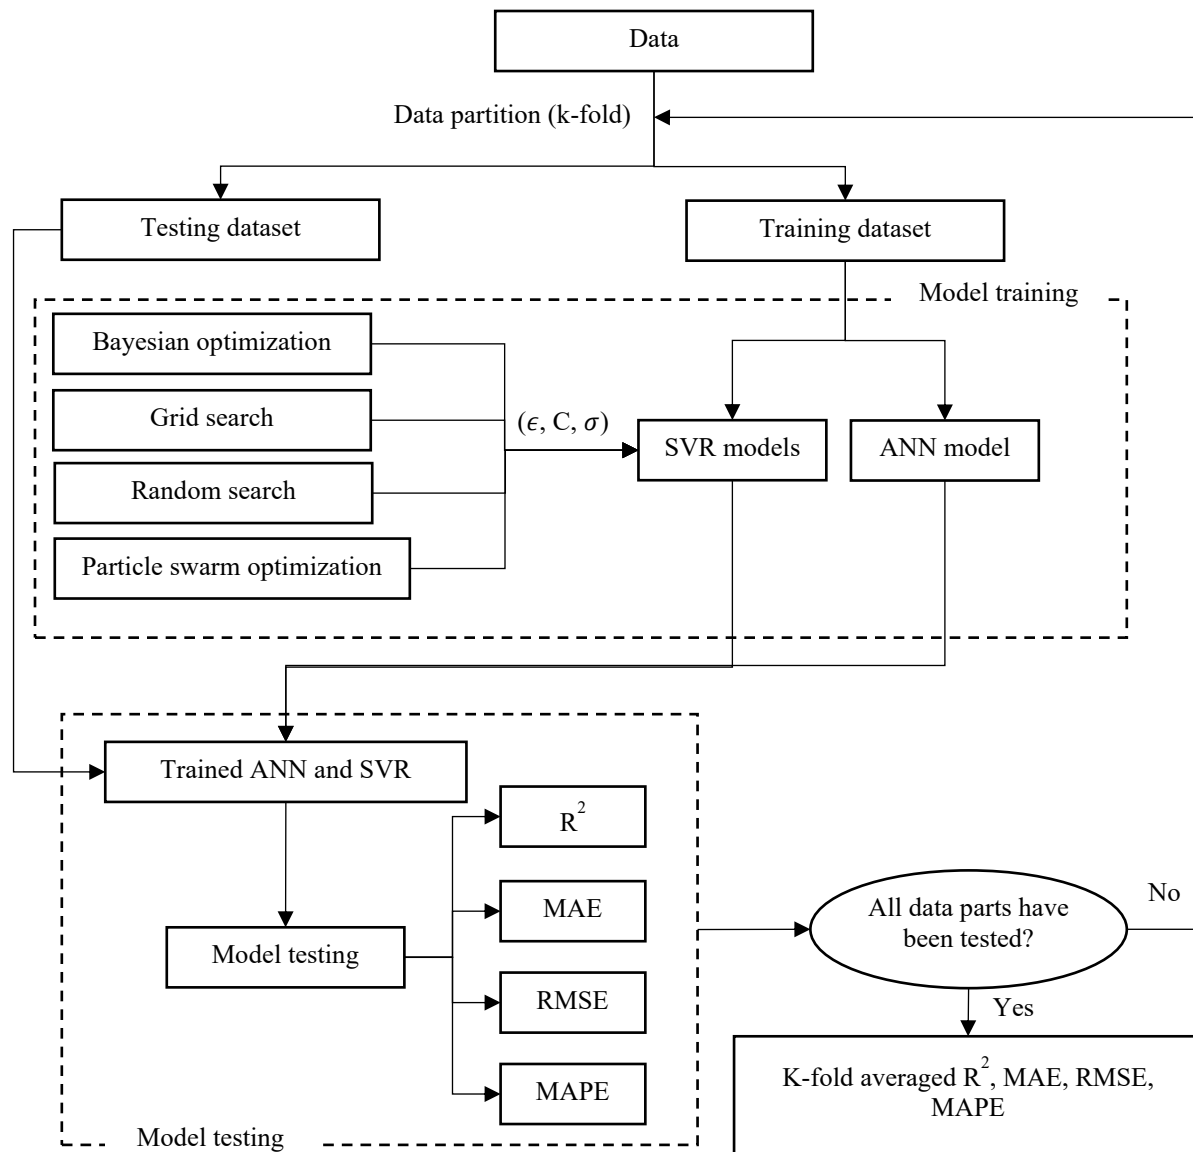 Data
Data partition (k-fold)
Testing dataset
Training dataset
Model training
Bayesian optimization
Grid search
(ϵ, C, σ)
SVR models
ANN model
Random search
Particle swarm optimization
Trained ANN and SVR
R²
MAE
Model testing
RMSE
MAPE
Model testing
All data parts have
been tested?
No
Yes
K-fold averaged R², MAE, RMSE,
MAPE